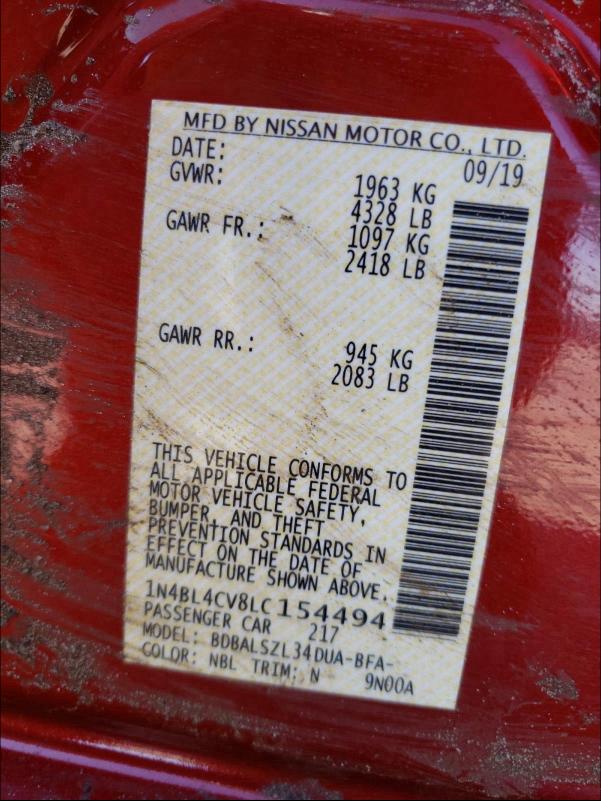 MFD BY NISSAN MOTOR CO., LTD.
DATE: 09/19
GVWR: 1963 KG
4328 LB
GAWR FR.: 1097 KG
2418 LB
GAWR RR.: 945 KG
2083 LB
THIS VEHICLE CONFORMS TO
ALL APPLICABLE FEDERAL
MOTOR VEHICLE SAFETY,
BUMPER, AND THEFT
PREVENTION STANDARDS IN
EFFECT ON THE DATE OF
MANUFACTURE SHOWN ABOVE.
1N4BL4CV8LC154494
PASSENGER CAR 217
MODEL: BDBALSZL34DUA-BFA-
COLOR: NBL TRIM: N 9N00A